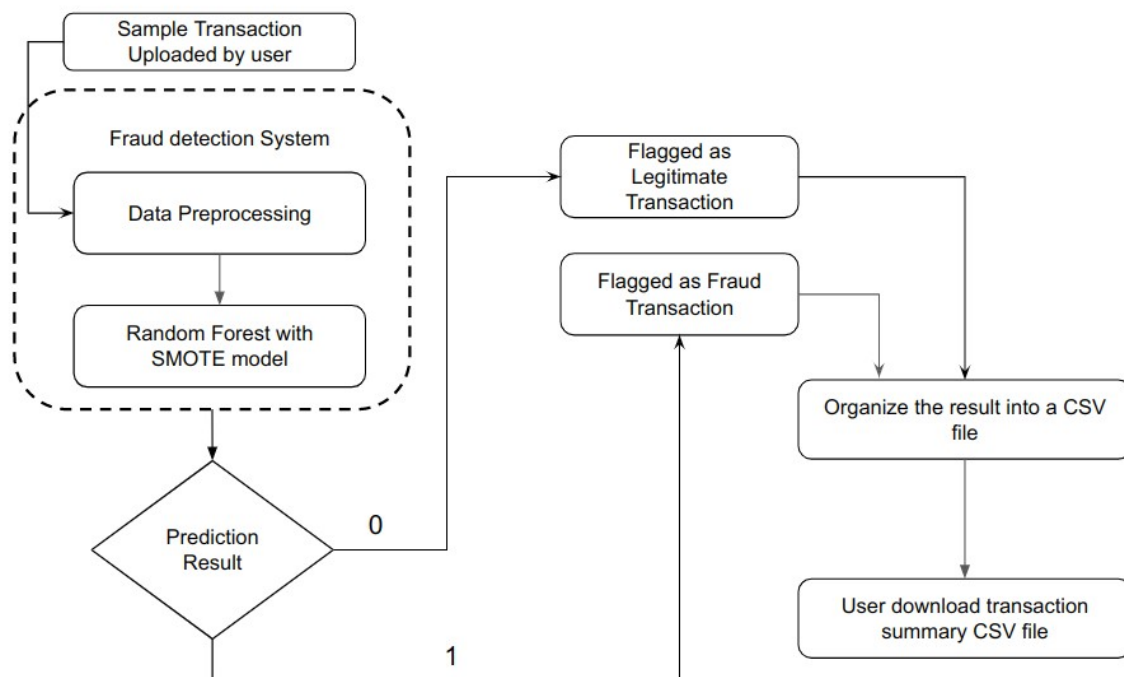 Sample Transaction
Uploaded by user
Fraud detection System
Data Preprocessing
Random Forest with
SMOTE model
Prediction
Result
0
1
Flagged as
Legitimate
Transaction
Flagged as Fraud
Transaction
Organize the result into a CSV
file
User download transaction
summary CSV file